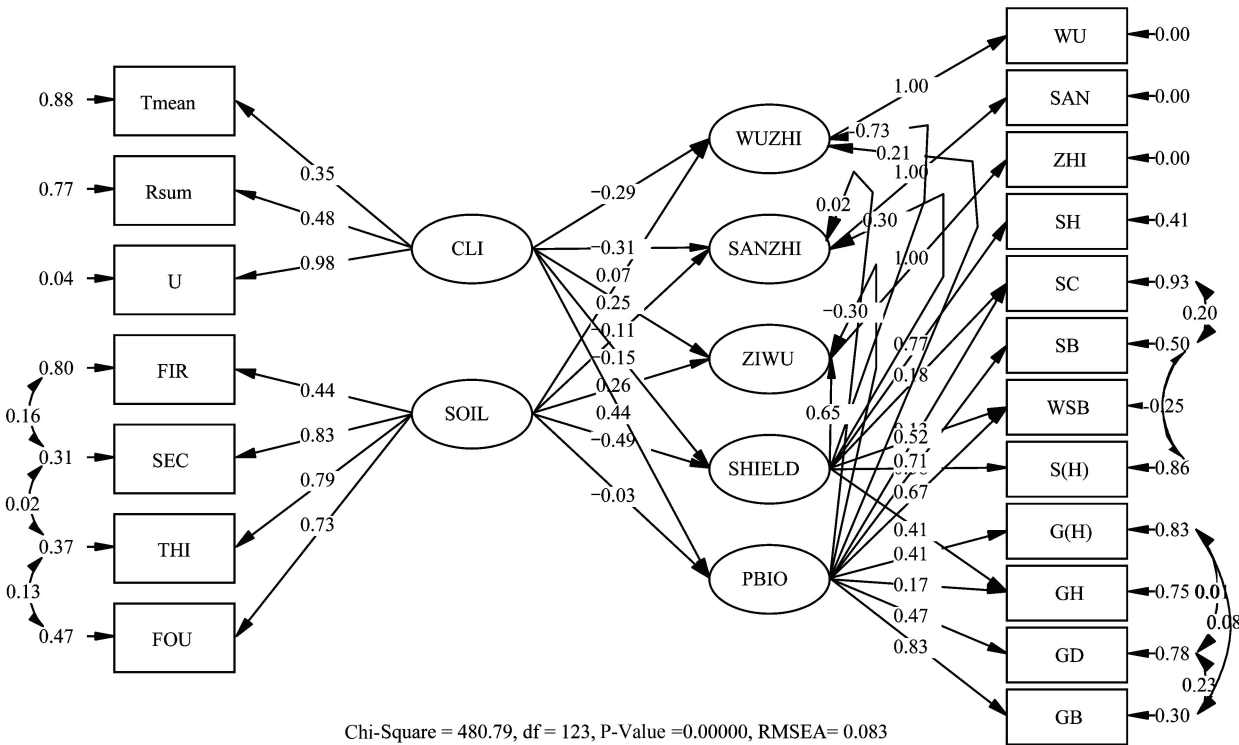 0.88
Tmean
0.77
Rsum
0.04
U
0.80
FIR
0.16
0.31
SEC
0.02
0.37
THI
0.13
0.47
FOU
0.35
0.48
0.98
0.44
0.83
0.79
0.73
CLI
SOIL
−0.29
−0.31
0.07
0.25
−0.11
−0.15
0.26
0.44
−0.49
−0.03
WUZHI
SANZHI
ZIWU
SHIELD
PBIO
1.00
−0.73
0.21
1.00
0.02
0.30
1.00
−0.30
0.65
0.77
0.18
0.52
0.71
0.67
0.41
0.41
0.17
0.47
0.83
WU
0.00
SAN
0.00
ZHI
0.00
SH
0.41
SC
0.93
0.20
SB
0.50
WSB
0.25
S(H)
0.86
G(H)
0.83
GH
0.75
0.01
0.08
GD
0.78
0.23
GB
0.30
Chi-Square = 480.79, df = 123, P-Value =0.00000, RMSEA= 0.083